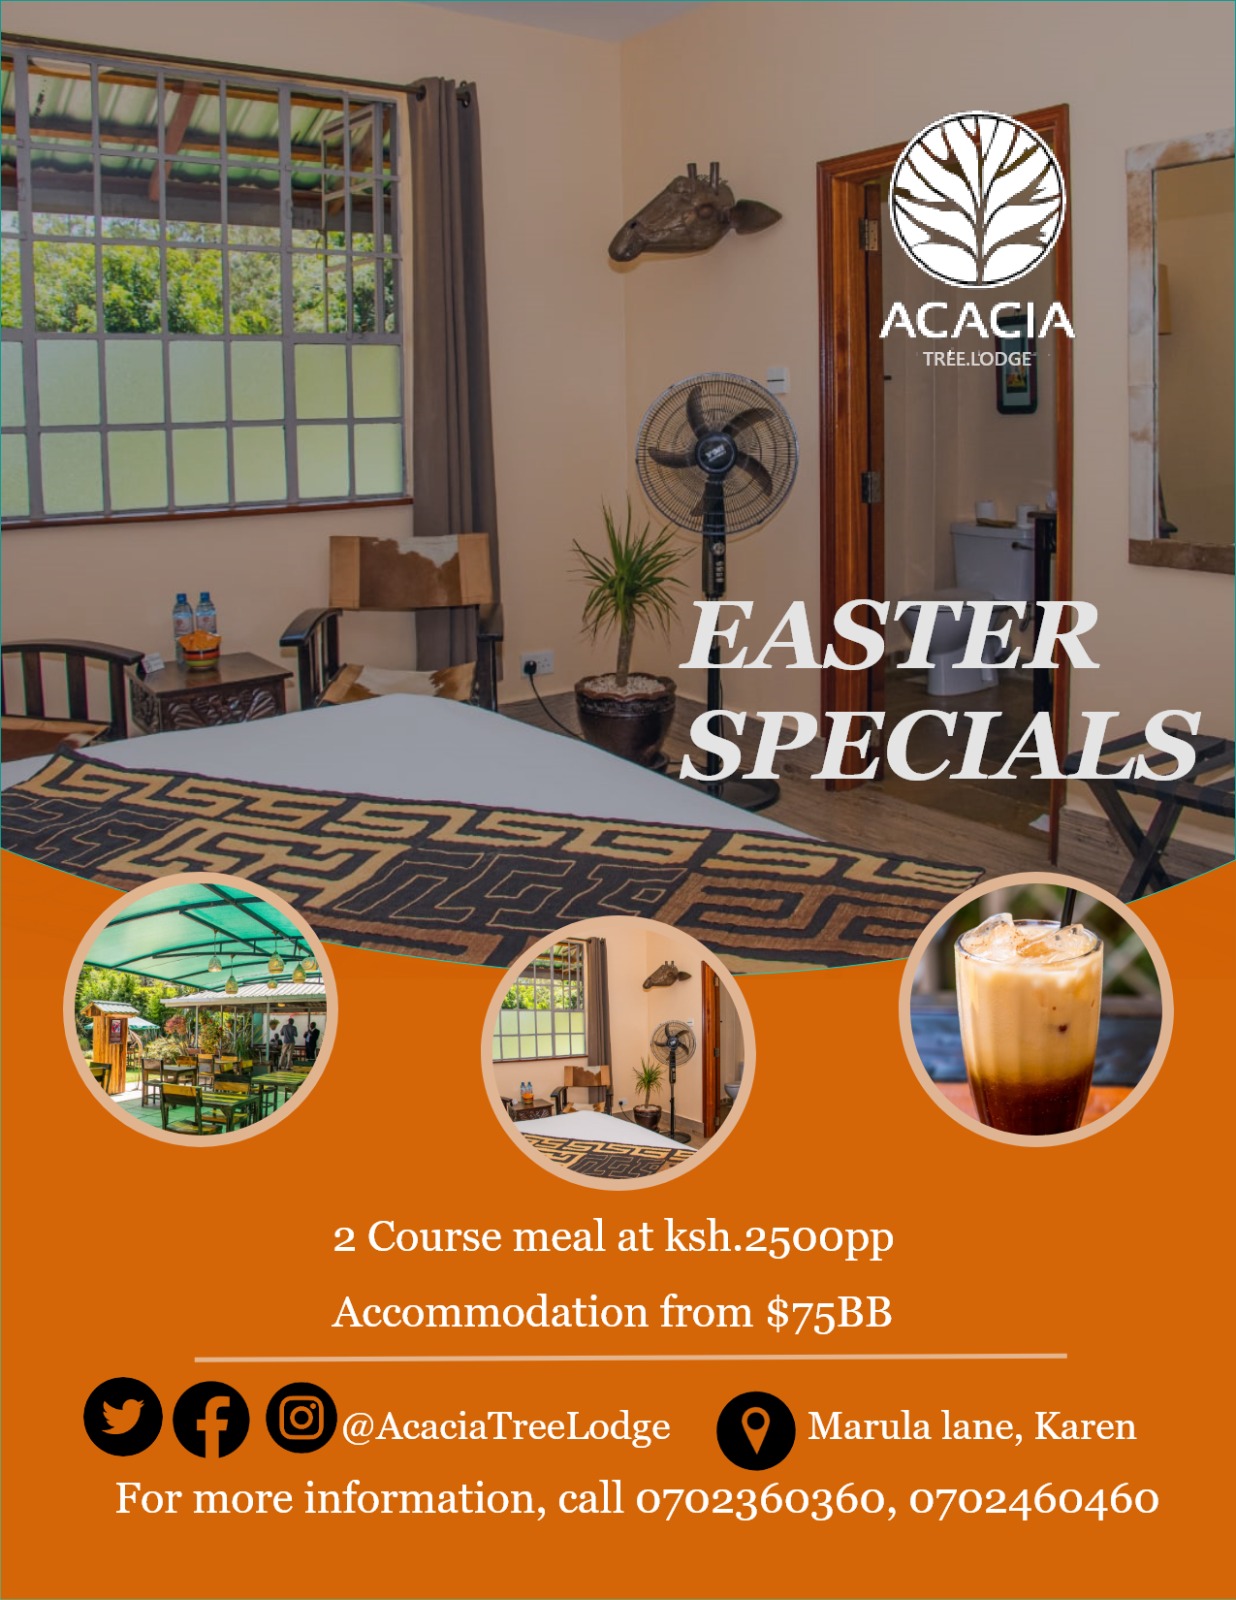 ACACIA
TREE.LODGE
EASTER
SPECIALS
2 Course meal at ksh.2500pp
Accommodation from $75BB
@AcaciaTreeLodge
Marula lane, Karen
For more information, call 0702360360, 0702460460